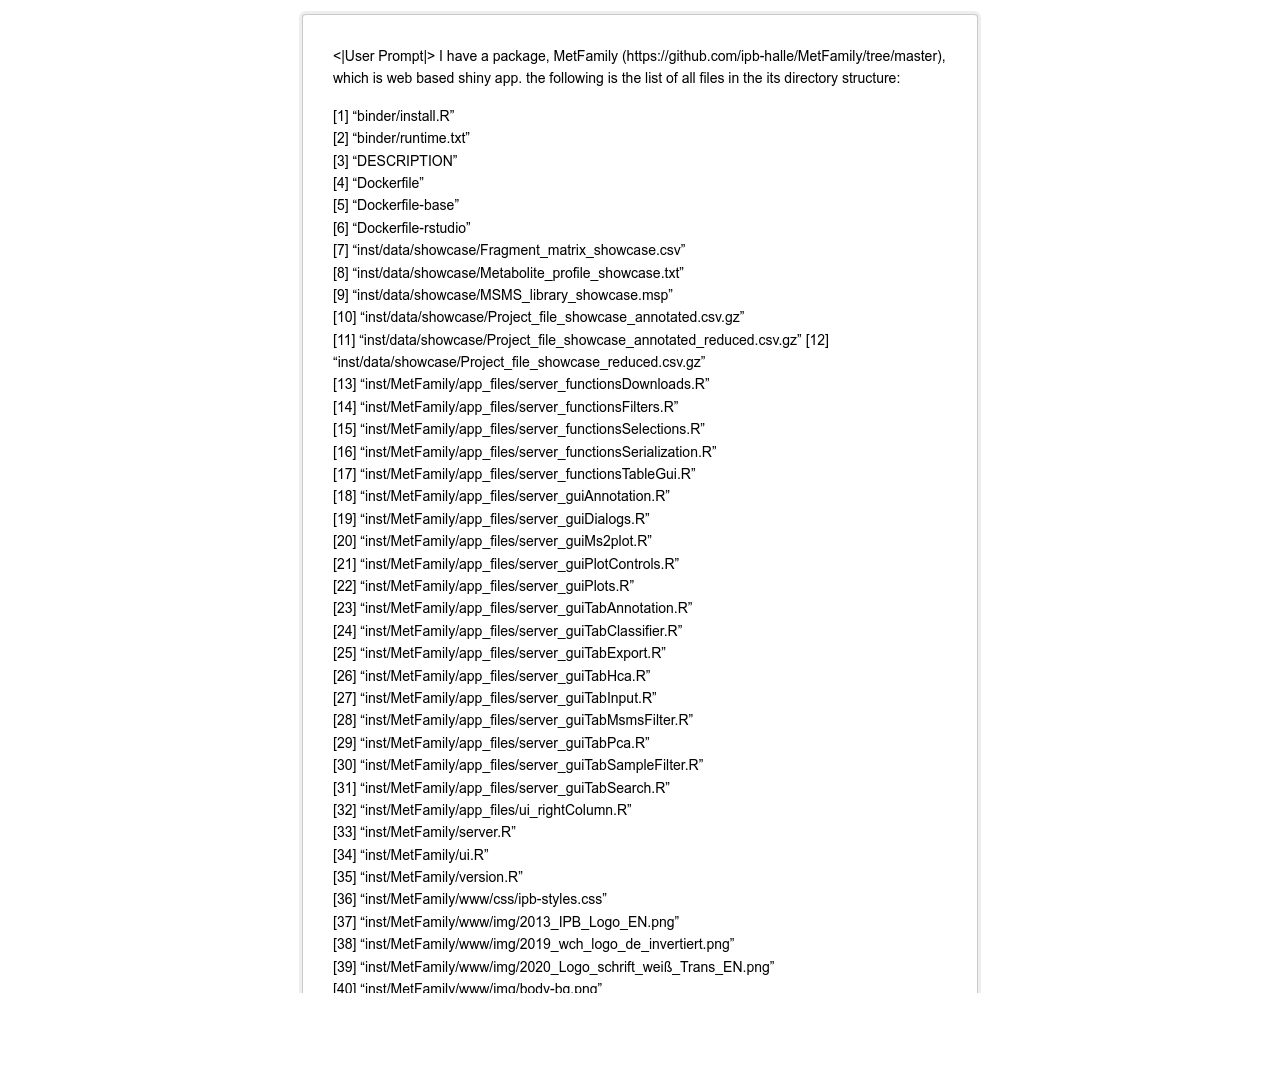 <|User Prompt|> I have a package, MetFamily (https://github.com/ipb-halle/MetFamily/tree/master),
which is web based shiny app. the following is the list of all files in the its directory structure:
[1] “binder/install.R”
[2] “binder/runtime.txt”
[3] “DESCRIPTION”
[4] “Dockerfile”
[5] “Dockerfile-base”
[6] “Dockerfile-rstudio”
[7] “inst/data/showcase/Fragment_matrix_showcase.csv”
[8] “inst/data/showcase/Metabolite_profile_showcase.txt”
[9] “inst/data/showcase/MSMS_library_showcase.msp”
[10] “inst/data/showcase/Project_file_showcase_annotated.csv.gz”
[11] “inst/data/showcase/Project_file_showcase_annotated_reduced.csv.gz” [12]
“inst/data/showcase/Project_file_showcase_reduced.csv.gz”
[13] “inst/MetFamily/app_files/server_functionsDownloads.R”
[14] “inst/MetFamily/app_files/server_functionsFilters.R”
[15] “inst/MetFamily/app_files/server_functionsSelections.R”
[16] “inst/MetFamily/app_files/server_functionsSerialization.R”
[17] “inst/MetFamily/app_files/server_functionsTableGui.R”
[18] “inst/MetFamily/app_files/server_guiAnnotation.R”
[19] “inst/MetFamily/app_files/server_guiDialogs.R”
[20] “inst/MetFamily/app_files/server_guiMs2plot.R”
[21] “inst/MetFamily/app_files/server_guiPlotControls.R”
[22] “inst/MetFamily/app_files/server_guiPlots.R”
[23] “inst/MetFamily/app_files/server_guiTabAnnotation.R”
[24] “inst/MetFamily/app_files/server_guiTabClassifier.R”
[25] “inst/MetFamily/app_files/server_guiTabExport.R”
[26] “inst/MetFamily/app_files/server_guiTabHca.R”
[27] “inst/MetFamily/app_files/server_guiTabInput.R”
[28] “inst/MetFamily/app_files/server_guiTabMsmsFilter.R”
[29] “inst/MetFamily/app_files/server_guiTabPca.R”
[30] “inst/MetFamily/app_files/server_guiTabSampleFilter.R”
[31] “inst/MetFamily/app_files/server_guiTabSearch.R”
[32] “inst/MetFamily/app_files/ui_rightColumn.R”
[33] “inst/MetFamily/server.R”
[34] “inst/MetFamily/ui.R”
[35] “inst/MetFamily/version.R”
[36] “inst/MetFamily/www/css/ipb-styles.css”
[37] “inst/MetFamily/www/img/2013_IPB_Logo_EN.png”
[38] “inst/MetFamily/www/img/2019_wch_logo_de_invertiert.png”
[39] “inst/MetFamily/www/img/2020_Logo_schrift_weiß_Trans_EN.png”
[40] “inst/MetFamily/www/img/body-bg.png”